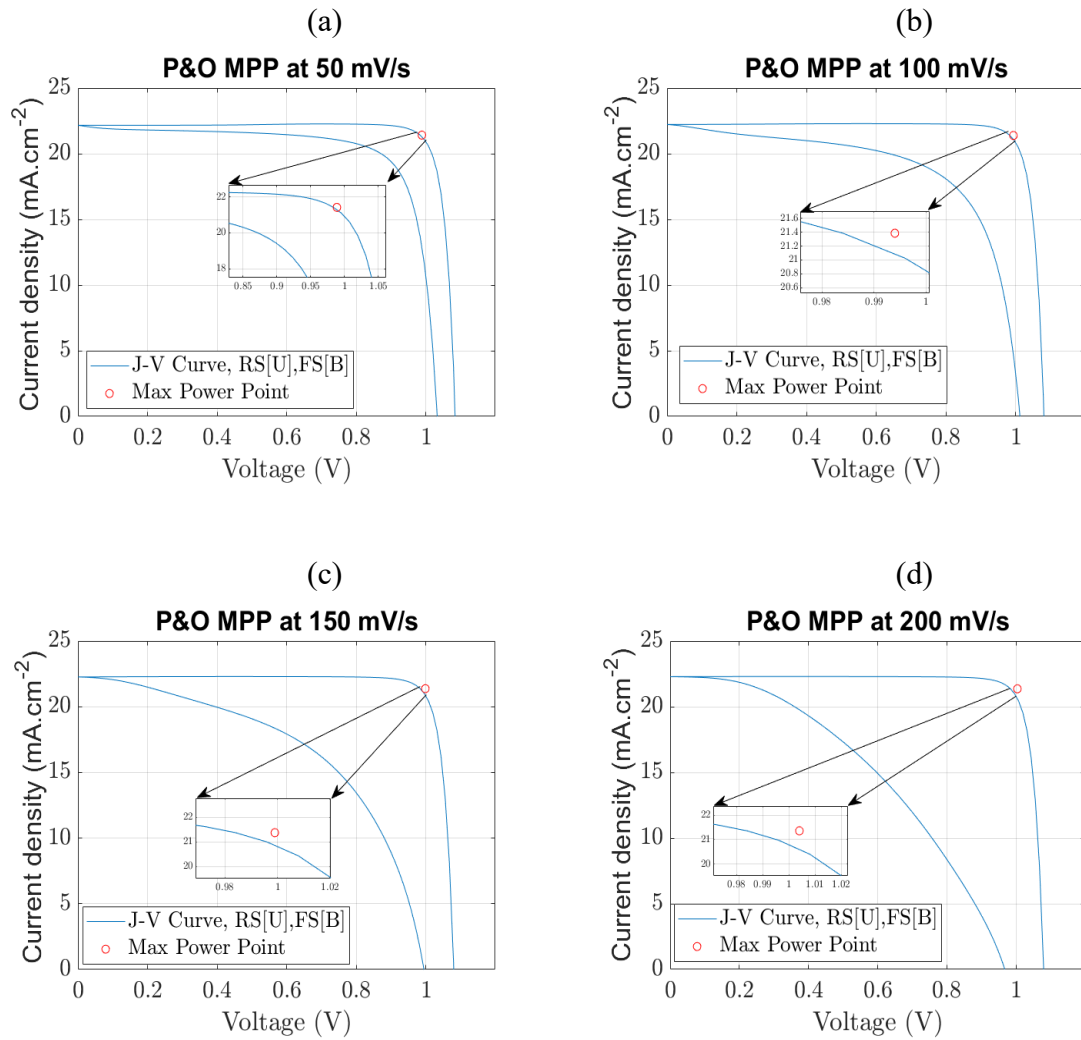 (a)
P&O MPP at 50 mV/s
Current density (mA.cm-2)
25
20
15
10
5
0
22
20
18
0.85 0.9 0.95 1 1.05
J-V Curve, RS[U],FS[B]
Max Power Point
0 0.2 0.4 0.6 0.8 1
Voltage (V)
(b)
P&O MPP at 100 mV/s
Current density (mA.cm-2)
25
20
15
10
5
0
21.6
21.4
21.2
21
20.8
20.6
0.98 0.99 1
J-V Curve, RS[U],FS[B]
Max Power Point
0 0.2 0.4 0.6 0.8 1
Voltage (V)
(c)
P&O MPP at 150 mV/s
Current density (mA.cm-2)
25
20
15
10
5
0
22
21
20
0.98 1 1.02
J-V Curve, RS[U],FS[B]
Max Power Point
0 0.2 0.4 0.6 0.8 1
Voltage (V)
(d)
P&O MPP at 200 mV/s
Current density (mA.cm-2)
25
20
15
10
5
0
22
21
20
0.98 0.99 1 1.01 1.02
J-V Curve, RS[U],FS[B]
Max Power Point
0 0.2 0.4 0.6 0.8 1
Voltage (V)